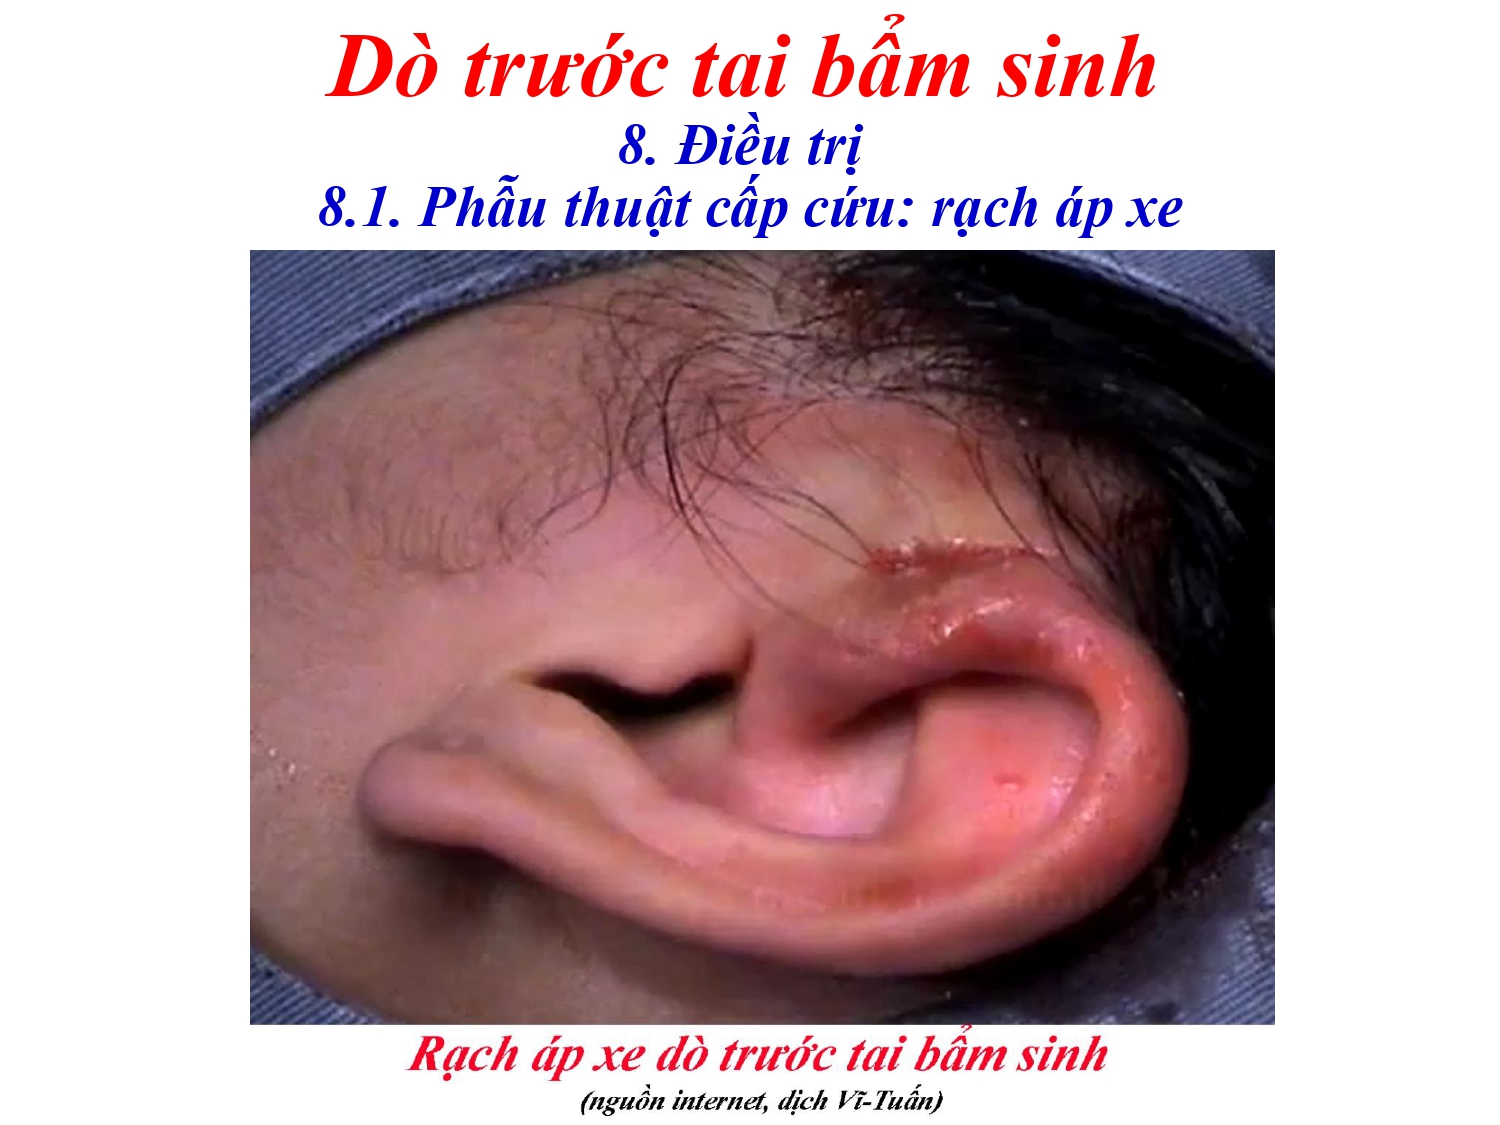 Dò trước tai bẩm sinh
8. Điều trị
8.1. Phẫu thuật cấp cứu: rạch áp xe
Rạch áp xe dò trước tai bẩm sinh
(nguồn internet, dịch Vĩ-Tuấn)